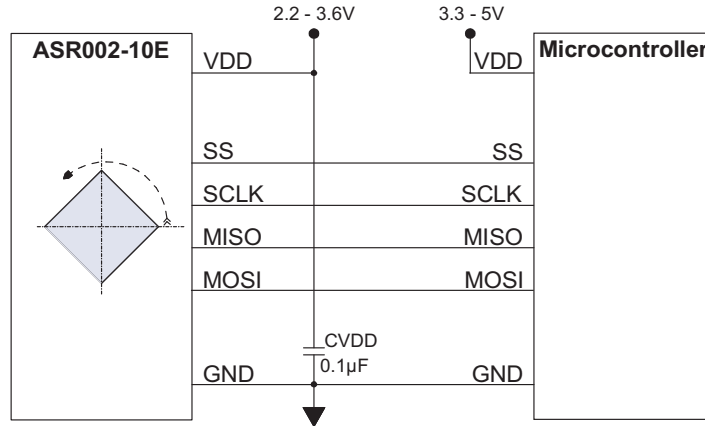 2.2 - 3.6V
3.3 - 5V
ASR002-10E
Microcontroller
VDD
VDD
SS
SS
SCLK
SCLK
MISO
MISO
MOSI
MOSI
CVDD
0.1µF
GND
GND